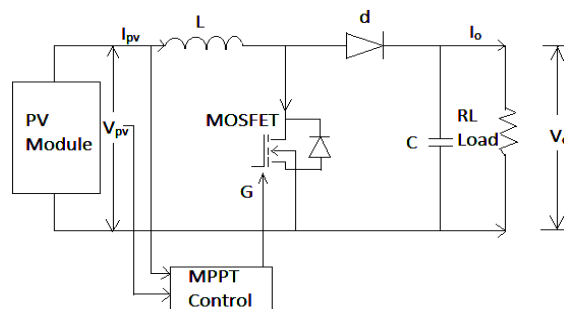 L
d
Ipv
Io
PV
Module
Vpv
MOSFET
G
C
RL
Load
MPPT
Control